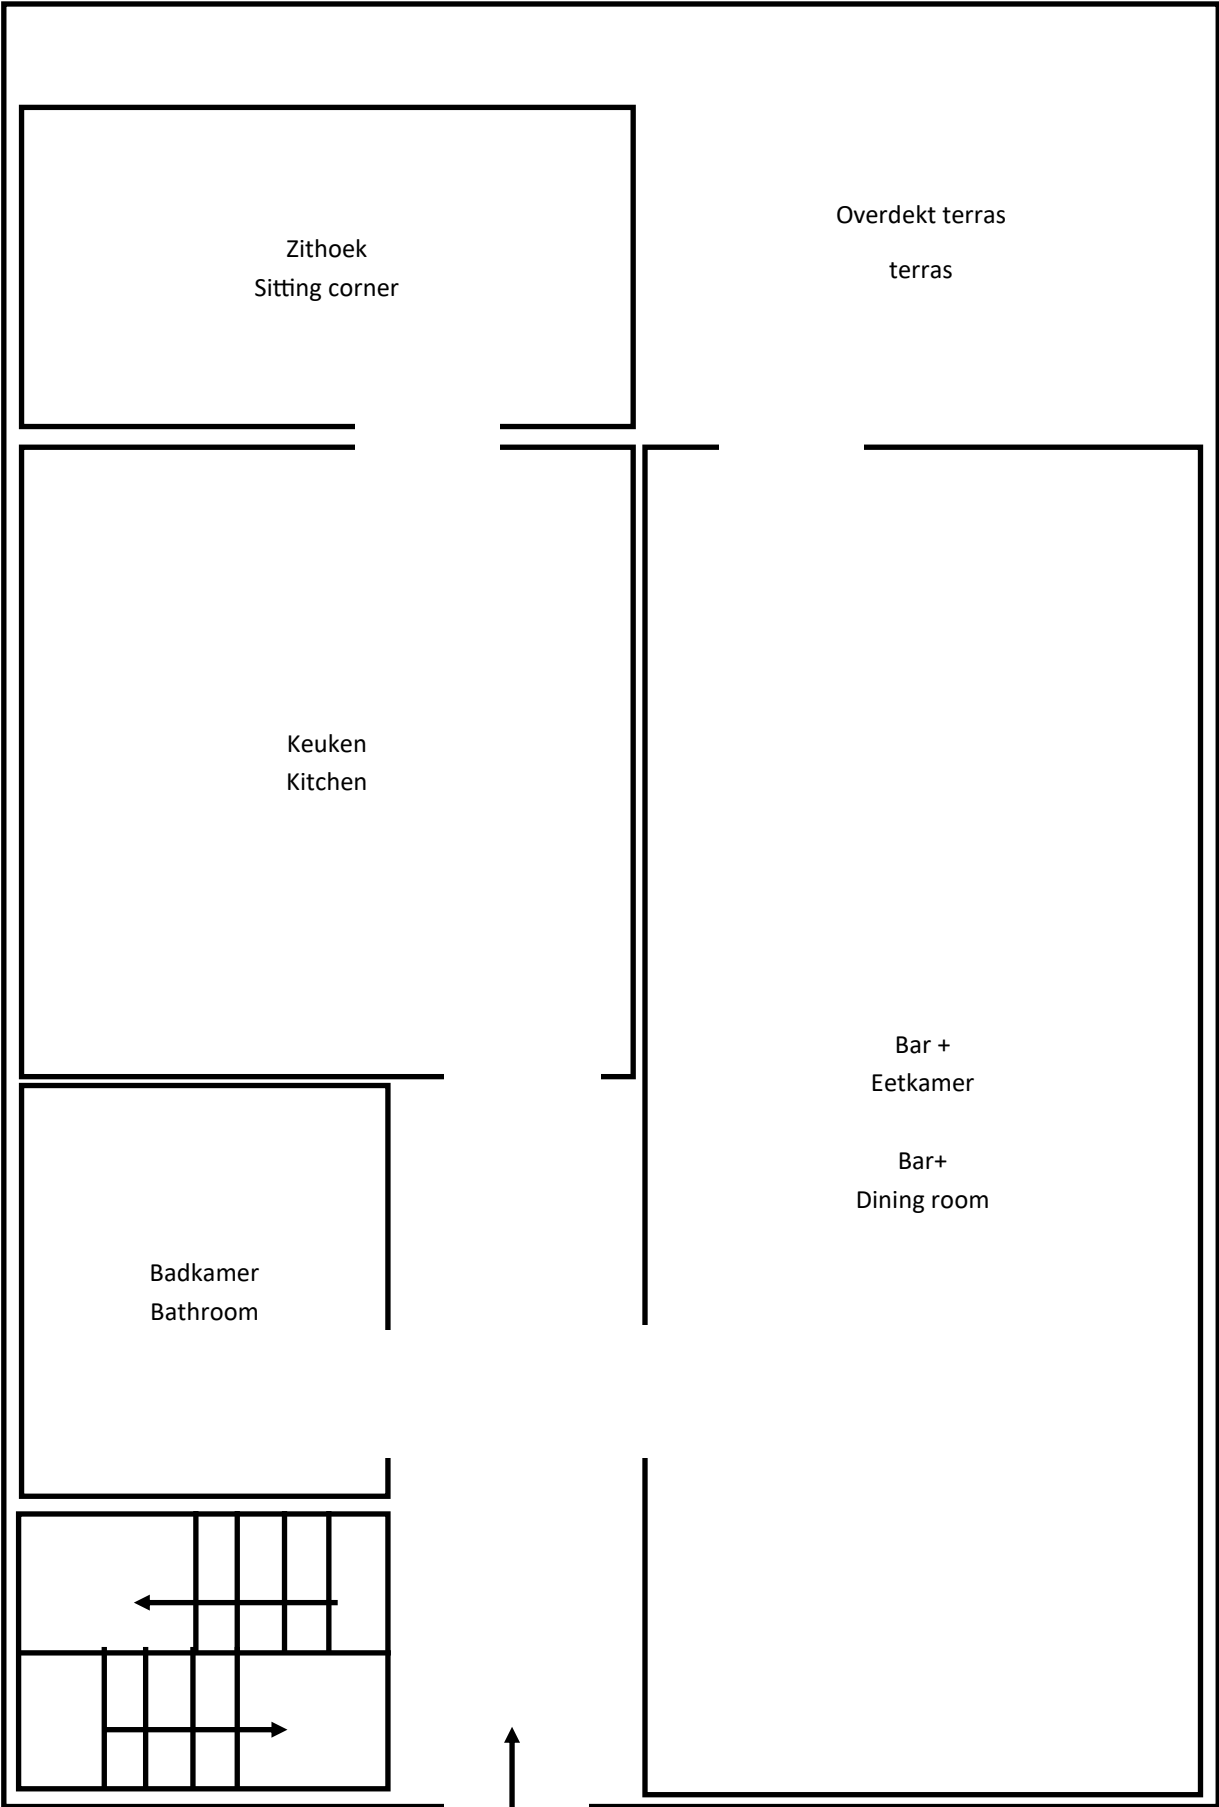 Zithoek
Sitting corner
Overdekt terras
terras
Keuken
Kitchen
Bar +
Eetkamer
Bar+
Dining room
Badkamer
Bathroom